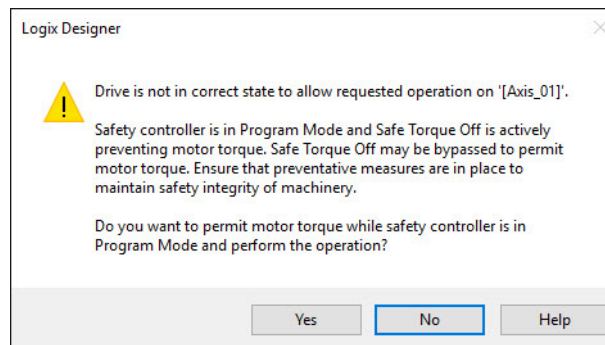 Logix Designer
Drive is not in correct state to allow requested operation on '[Axis_01]'.
Safety controller is in Program Mode and Safe Torque Off is actively
preventing motor torque. Safe Torque Off may be bypassed to permit
motor torque. Ensure that preventative measures are in place to
maintain safety integrity of machinery.
Do you want to permit motor torque while safety controller is in
Program Mode and perform the operation?
Yes
No
Help